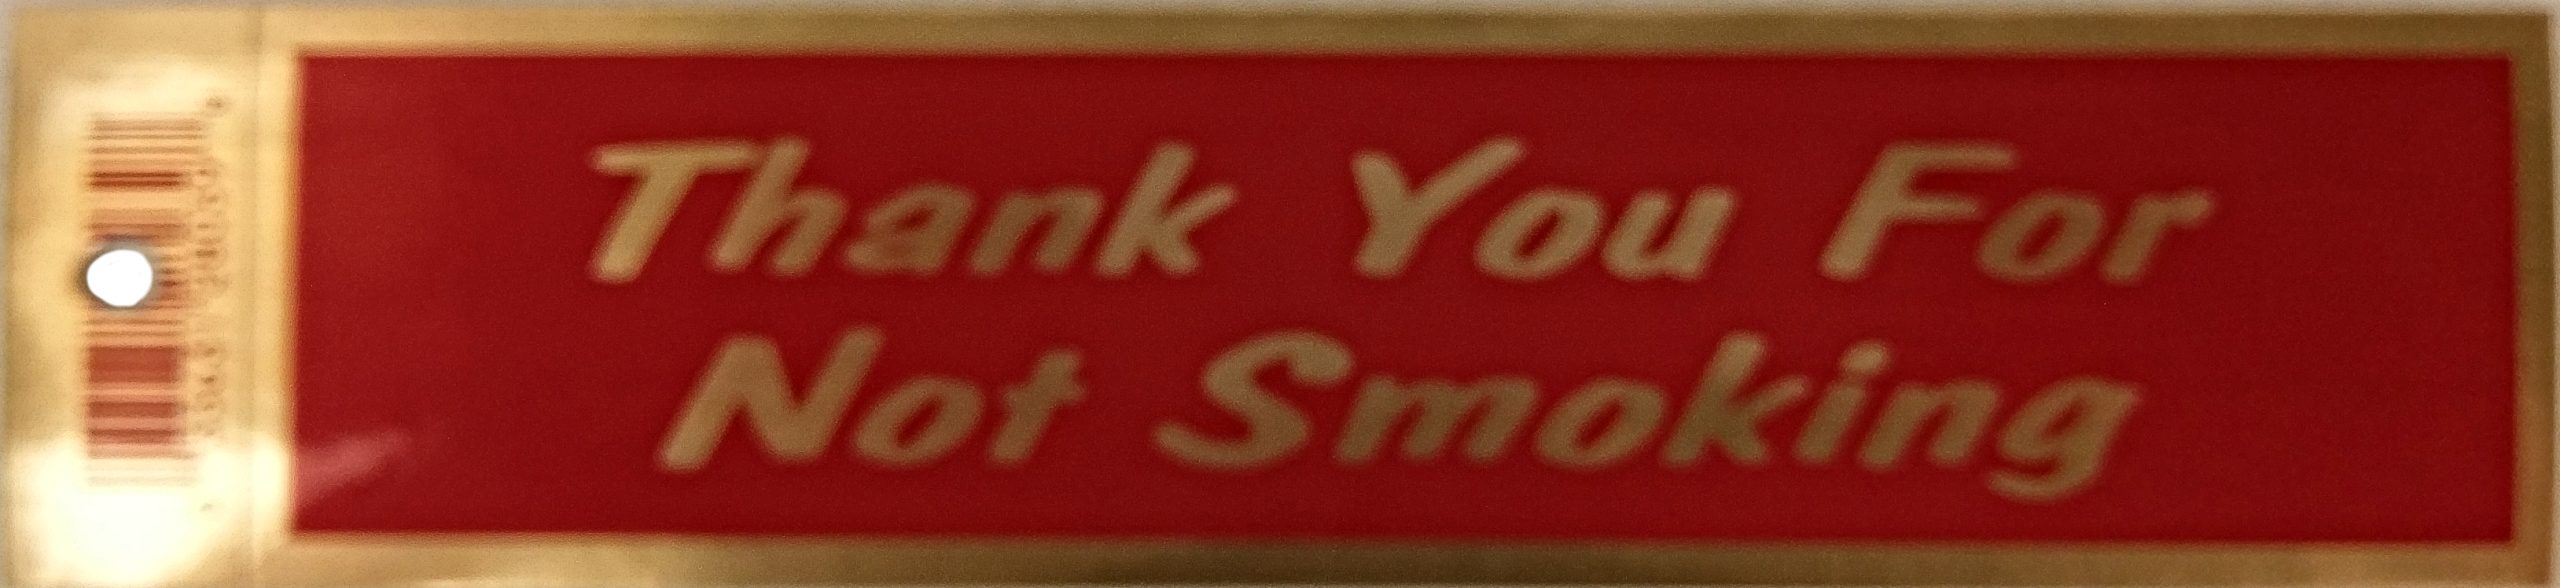 Thank You For
Not Smoking